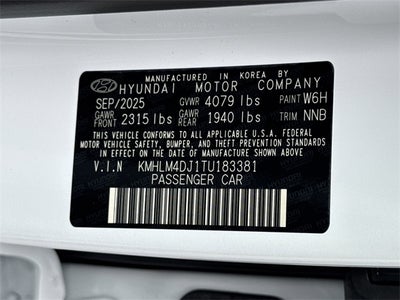 MANUFACTURED IN KOREA BY
HYUNDAI MOTOR COMPANY
SEP/2025 GVWR 4079 lbs PAINT W6H
GAWR FRONT 2315 lbs GAWR REAR 1940 lbs TRIM NNB
THIS VEHICLE CONFORMS TO ALL APPLICABLE U.S.A. FEDERAL
MOTOR VEHICLE SAFETY, BUMPER, AND THEFT PREVENTION STANDARDS
IN EFFECT ON THE DATE OF MANUFACTURE SHOWN ABOVE.
V.I.N KMHLM4DJ1TU183381
PASSENGER CAR